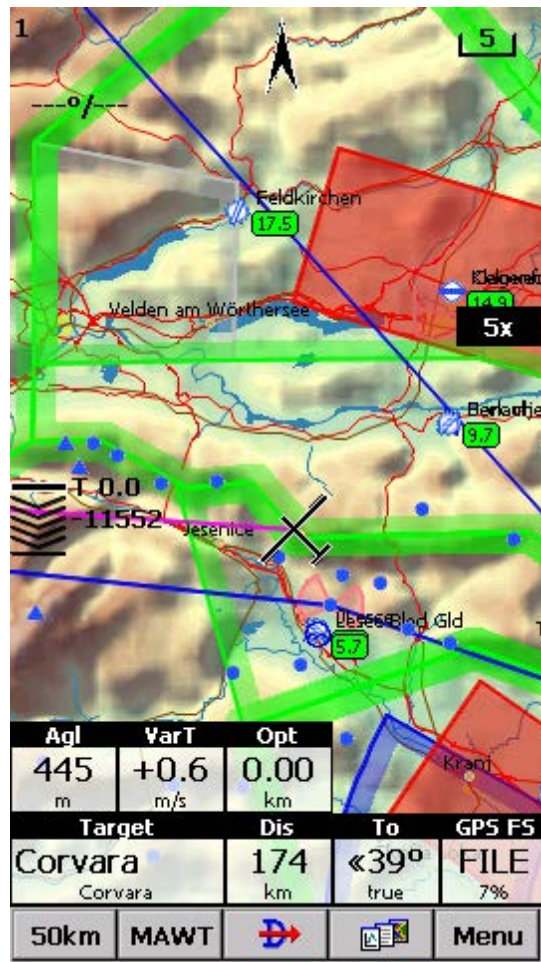 1
5
---º/---
Feldkirchen
17.5
14.9
5x
Velden am Wörthersee
9.7
T 0.0
-11552
Jesenice
Gld
5.7
Kranj
Agl VarT Opt
445 +0.6 0.00
m m/s km
Target Dis To GPS FS
Corvara 174 «39º FILE
Corvara km true 7%
50km MAWT Menu